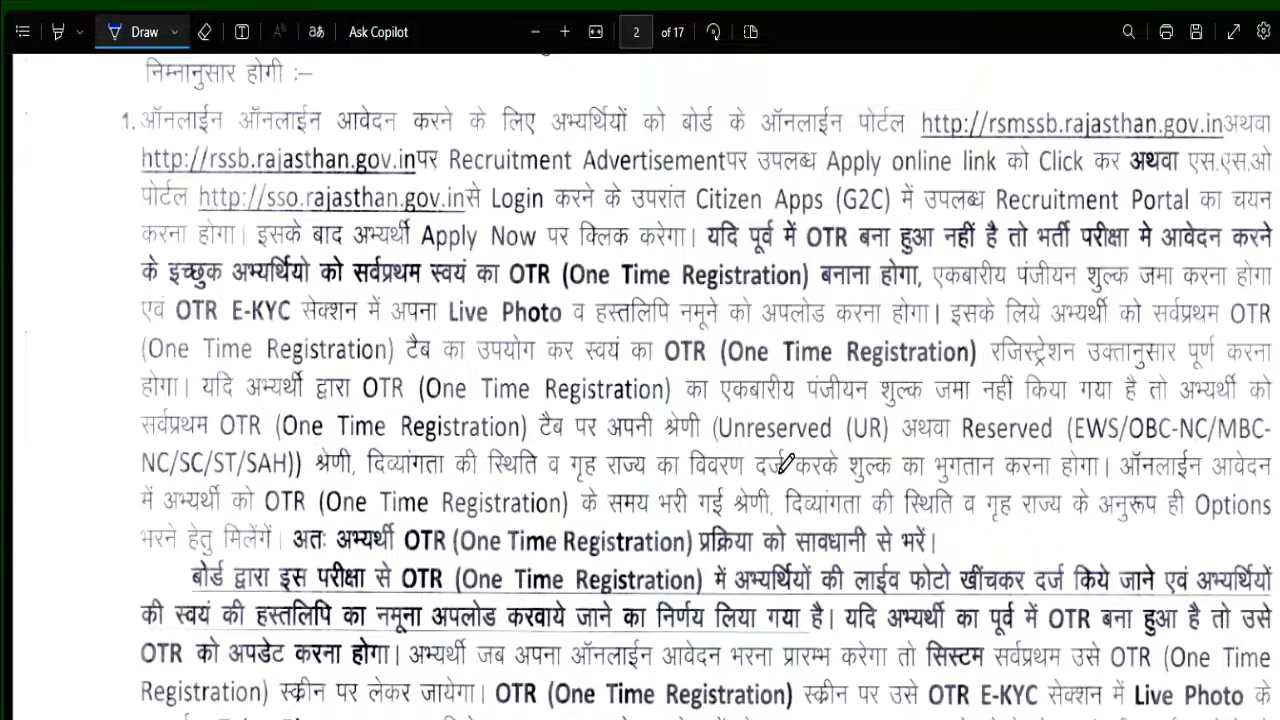 Draw
Ask Copilot
2 of 17
निम्नानुसार होगी :–
1. ऑनलाईन ऑनलाईन आवेदन करने के लिए अभ्यर्थियों को बोर्ड के ऑनलाईन पोर्टल http://rsmssb.rajasthan.gov.inअथवा
http://rssb.rajasthan.gov.inपर Recruitment Advertisementपर उपलब्ध Apply online link को Click कर अथवा एस.एस.ओ
पोर्टल http://sso.rajasthan.gov.inसे Login करने के उपरांत Citizen Apps (G2C) में उपलब्ध Recruitment Portal का चयन
करना होगा। इसके बाद अभ्यर्थी Apply Now पर क्लिक करेगा। यदि पूर्व में OTR बना हुआ नहीं है तो भर्ती परीक्षा मे आवेदन करने
के इच्छुक अभ्यर्थियो को सर्वप्रथम स्वयं का OTR (One Time Registration) बनाना होगा, एकबारीय पंजीयन शुल्क जमा करना होगा
एवं OTR E-KYC सेक्शन में अपना Live Photo व हस्तलिपि नमूने को अपलोड करना होगा। इसके लिये अभ्यर्थी को सर्वप्रथम OTR
(One Time Registration) टैब का उपयोग कर स्वयं का OTR (One Time Registration) रजिस्ट्रेशन उक्तानुसार पूर्ण करना
होगा। यदि अभ्यर्थी द्वारा OTR (One Time Registration) का एकबारीय पंजीयन शुल्क जमा नहीं किया गया है तो अभ्यर्थी को
सर्वप्रथम OTR (One Time Registration) टैब पर अपनी श्रेणी (Unreserved (UR) अथवा Reserved (EWS/OBC-NC/MBC-
NC/SC/ST/SAH)) श्रेणी, दिव्यांगता की स्थिति व गृह राज्य का विवरण दर्ज करके शुल्क का भुगतान करना होगा। ऑनलाईन आवेदन
में अभ्यर्थी को OTR (One Time Registration) के समय भरी गई श्रेणी, दिव्यांगता की स्थिति व गृह राज्य के अनुरूप ही Options
भरने हेतु मिलेंगें। अतः अभ्यर्थी OTR (One Time Registration) प्रक्रिया को सावधानी से भरें।
बोर्ड द्वारा इस परीक्षा से OTR (One Time Registration) में अभ्यर्थियों की लाईव फोटो खींचकर दर्ज किये जाने एवं अभ्यर्थियों
की स्वयं की हस्तलिपि का नमूना अपलोड करवाये जाने का निर्णय लिया गया है। यदि अभ्यर्थी का पूर्व में OTR बना हुआ है तो उसे
OTR को अपडेट करना होगा। अभ्यर्थी जब अपना ऑनलाईन आवेदन भरना प्रारम्भ करेगा तो सिस्टम सर्वप्रथम उसे OTR (One Time
Registration) स्क्रीन पर लेकर जायेगा। OTR (One Time Registration) स्क्रीन पर उसे OTR E-KYC सेक्शन में Live Photo के